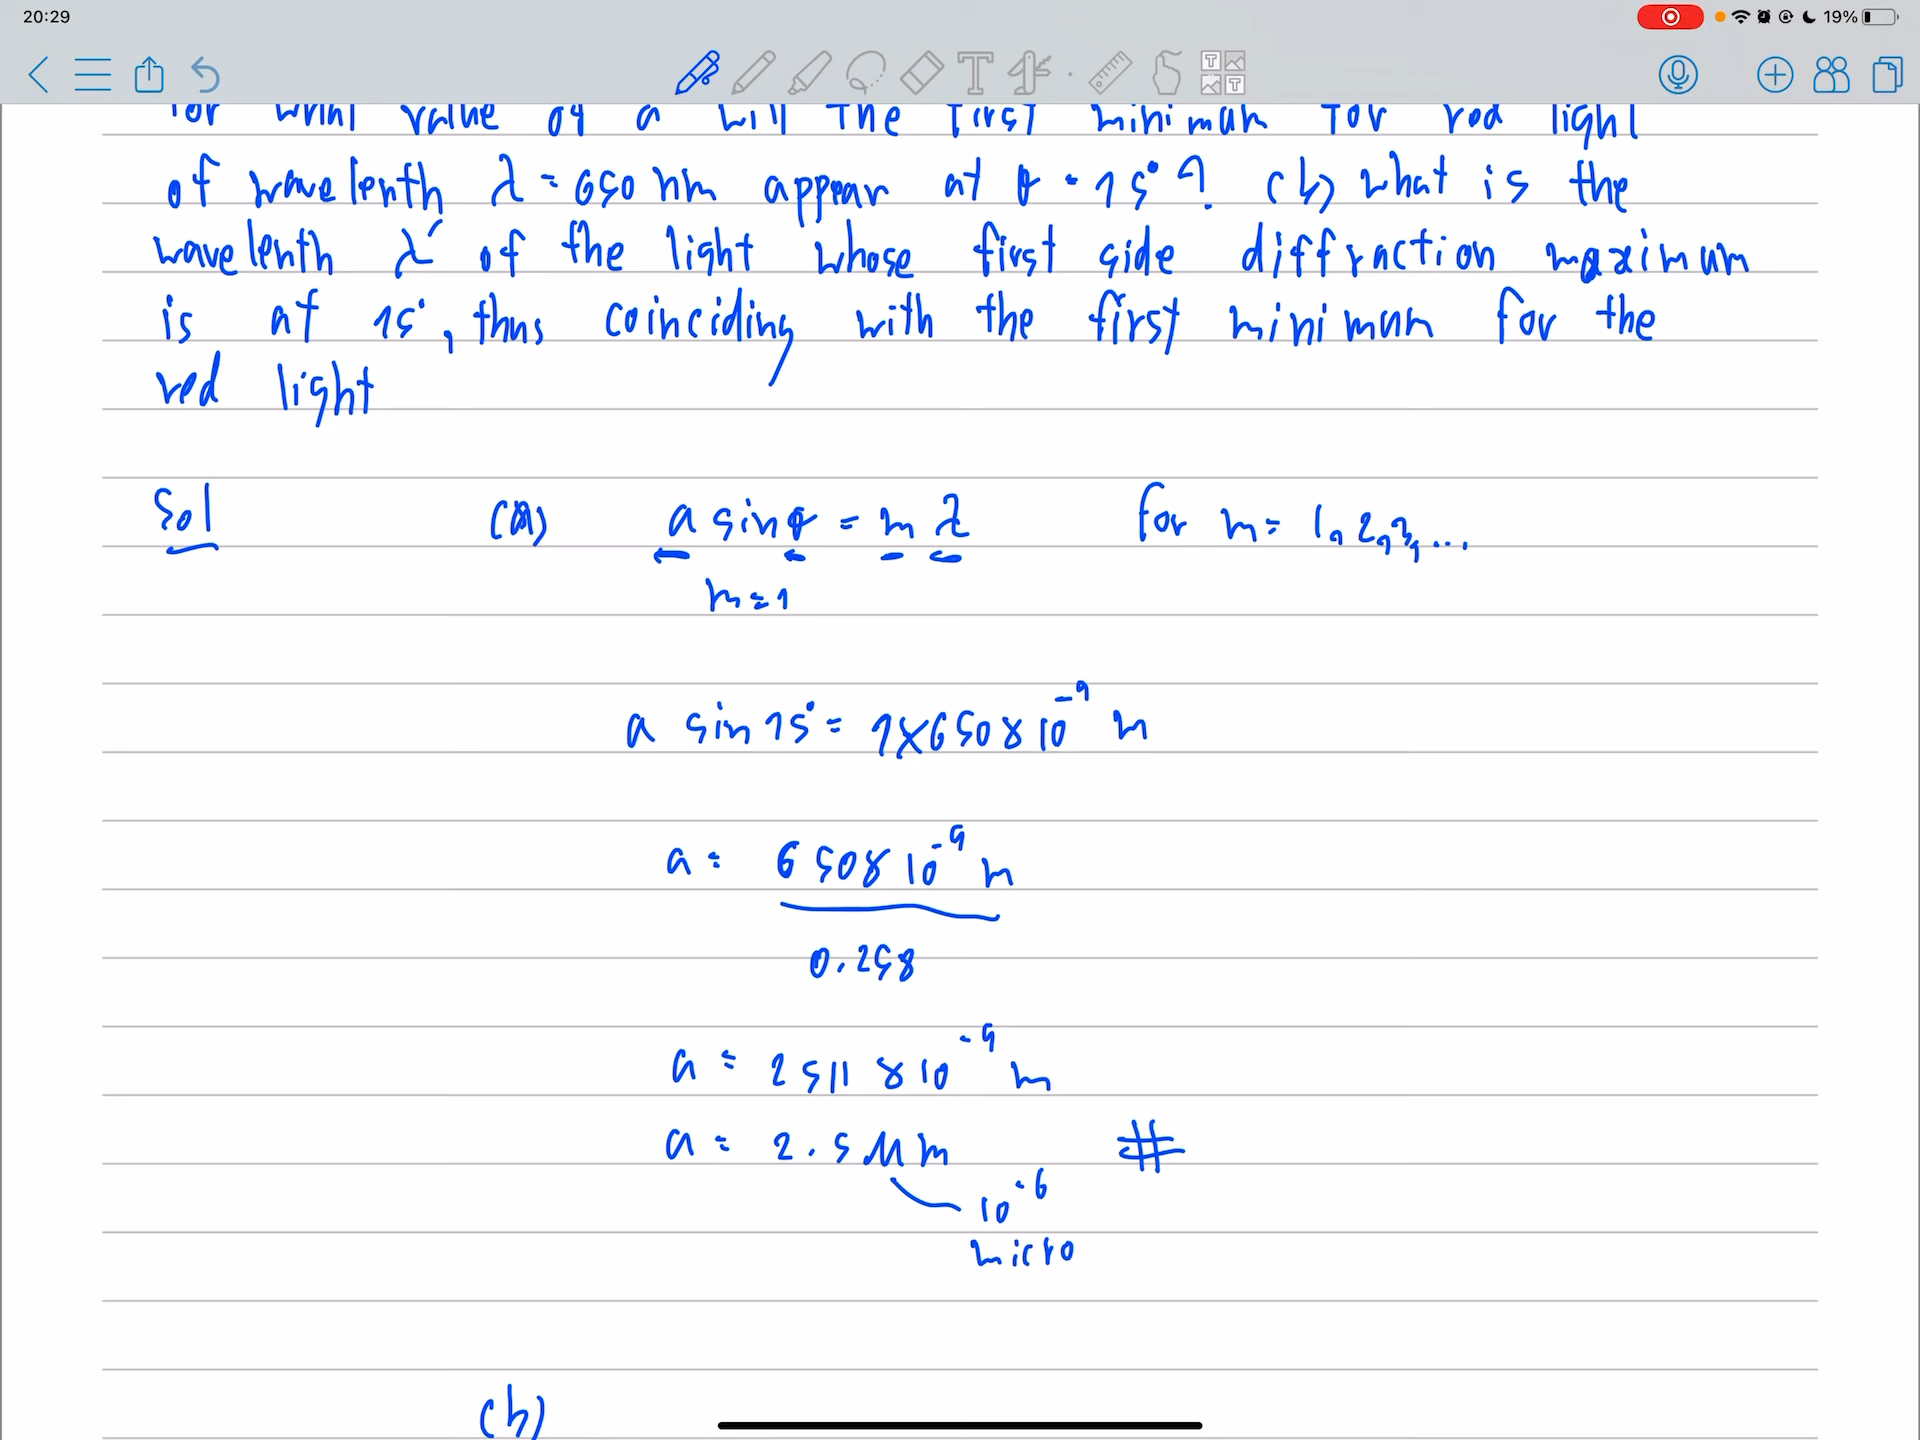 20:29
19%
for what value of a will the first minimum for red light
of wavelenth λ = 650 nm appear at θ = 15° ? (b) what is the
wavelenth λ' of the light whose first side diffraction maximum
is at 15°, thus coinciding with the first minimum for the
red light
Sol (a) a sin θ = m λ for m = 1, 2, 3, ...
m = 1
a sin 15° = 1 x 650 x 10⁻⁹ m
a = 650 x 10⁻⁹ m
0.258
a = 2511 x 10⁻⁹ m
a = 2.5 μm #
10⁻⁶
micro
(b)